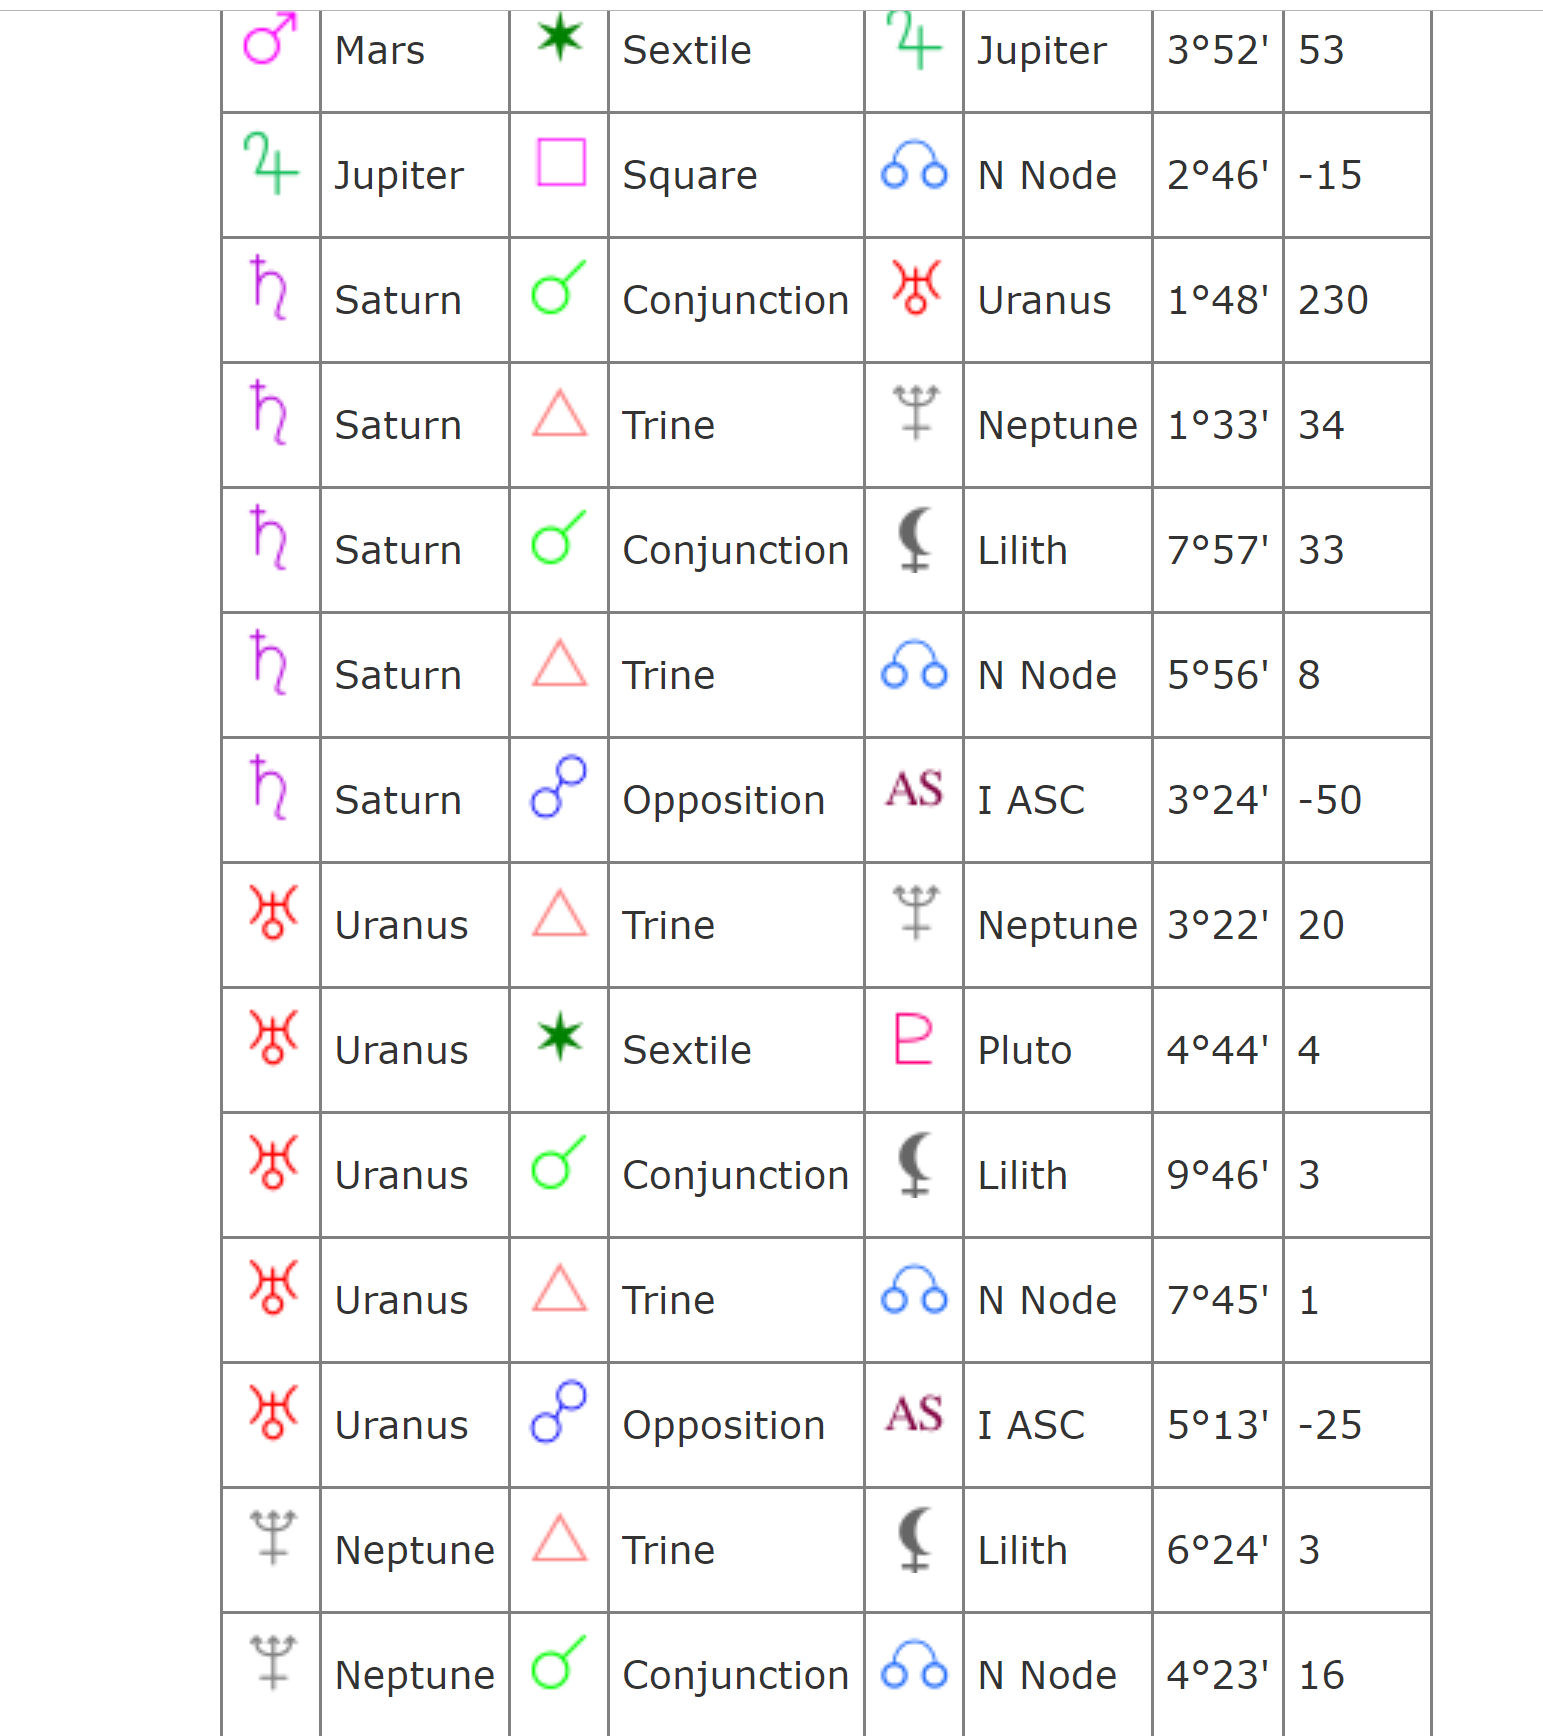 Mars Sextile Jupiter 3°52' 53
Jupiter Square N Node 2°46' -15
Saturn Conjunction Uranus 1°48' 230
Saturn Trine Neptune 1°33' 34
Saturn Conjunction Lilith 7°57' 33
Saturn Trine N Node 5°56' 8
Saturn Opposition AS I ASC 3°24' -50
Uranus Trine Neptune 3°22' 20
Uranus Sextile Pluto 4°44' 4
Uranus Conjunction Lilith 9°46' 3
Uranus Trine N Node 7°45' 1
Uranus Opposition AS I ASC 5°13' -25
Neptune Trine Lilith 6°24' 3
Neptune Conjunction N Node 4°23' 16